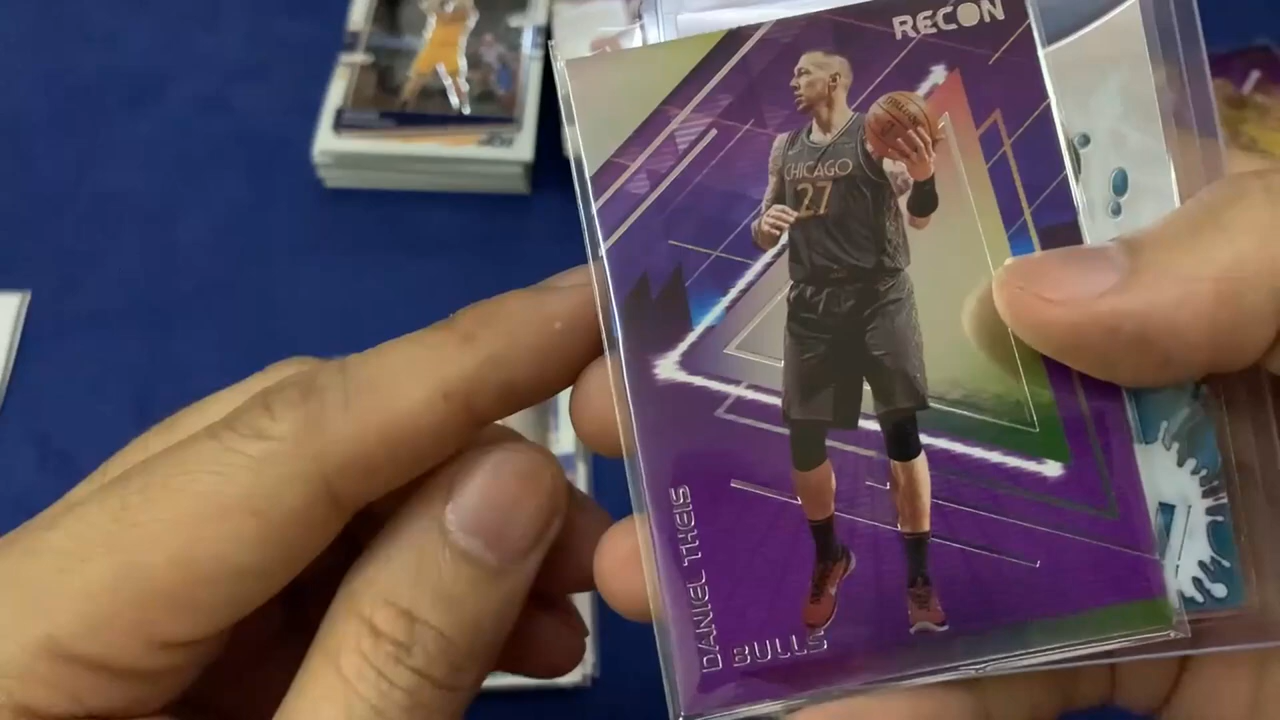 RECON
SPALDING
CHICAGO
27
DANIEL THEIS
BULLS